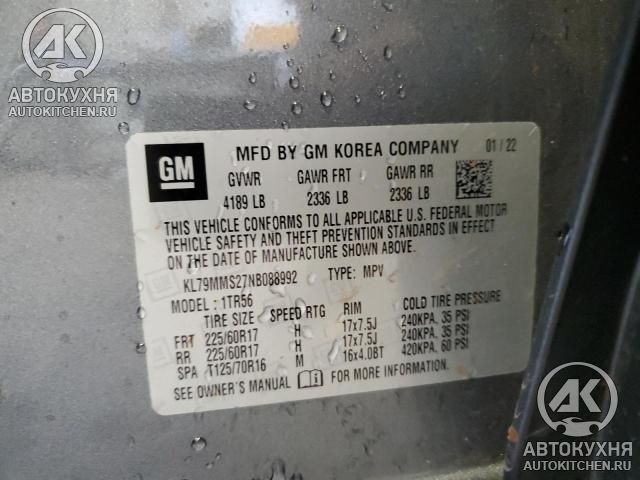 АВТОКУХНЯ
AUTOKITCHEN.RU
АВТОКУХНЯ
AUTOKITCHEN.RU
GM
MFD BY GM KOREA COMPANY 01 / 22
GVWR GAWR FRT GAWR RR
4189 LB 2336 LB 2336 LB
THIS VEHICLE CONFORMS TO ALL APPLICABLE U.S. FEDERAL MOTOR
VEHICLE SAFETY AND THEFT PREVENTION STANDARDS IN EFFECT
ON THE DATE OF MANUFACTURE SHOWN ABOVE.
KL79MMS27NB088992 TYPE: MPV
MODEL: 1TR56
TIRE SIZE SPEED RTG RIM COLD TIRE PRESSURE
FRT 225/60R17 H 17x7.5J 240KPA, 35 PSI
RR 225/60R17 H 17x7.5J 240KPA, 35 PSI
SPA T125/70R16 M 16x4.0BT 420KPA, 60 PSI
SEE OWNER'S MANUAL FOR MORE INFORMATION.
АК
АВТОКУХНЯ
AUTOKITCHEN.RU